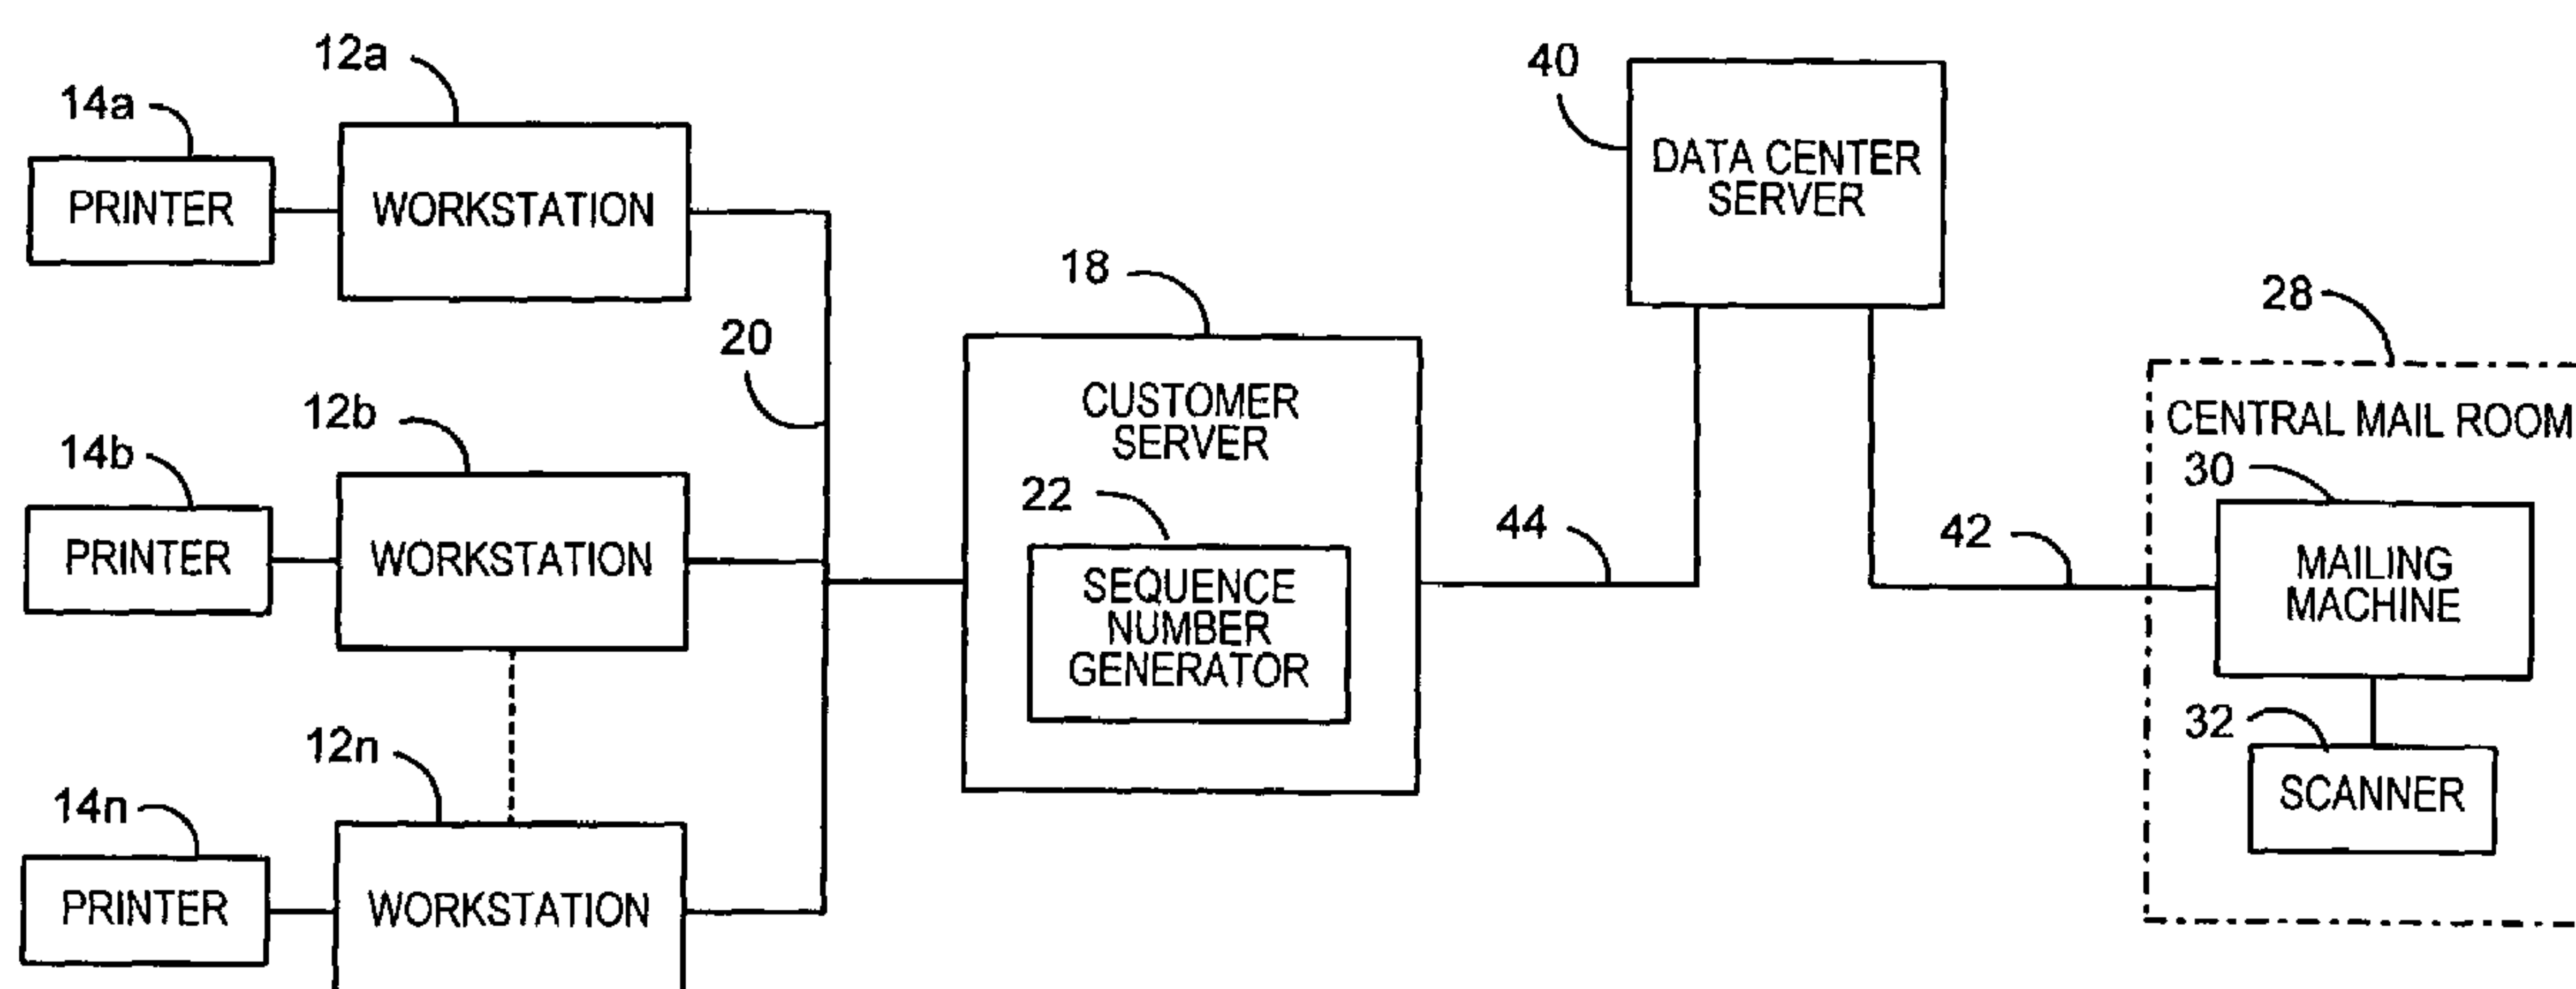 12a
14a
PRINTER
WORKSTATION
20
12b
14b
PRINTER
WORKSTATION
12n
14n
PRINTER
WORKSTATION
18
CUSTOMER
SERVER
22
SEQUENCE
NUMBER
GENERATOR
44
40
DATA CENTER
SERVER
42
28
CENTRAL MAIL ROOM
30
MAILING
MACHINE
32
SCANNER